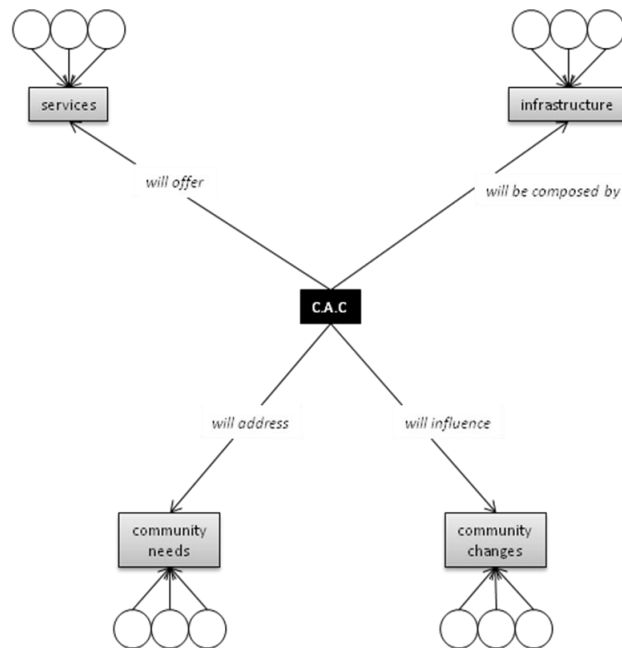 services
infrastructure
will offer
will be composed by
C.A.C
will address
will influence
community
needs
community
changes